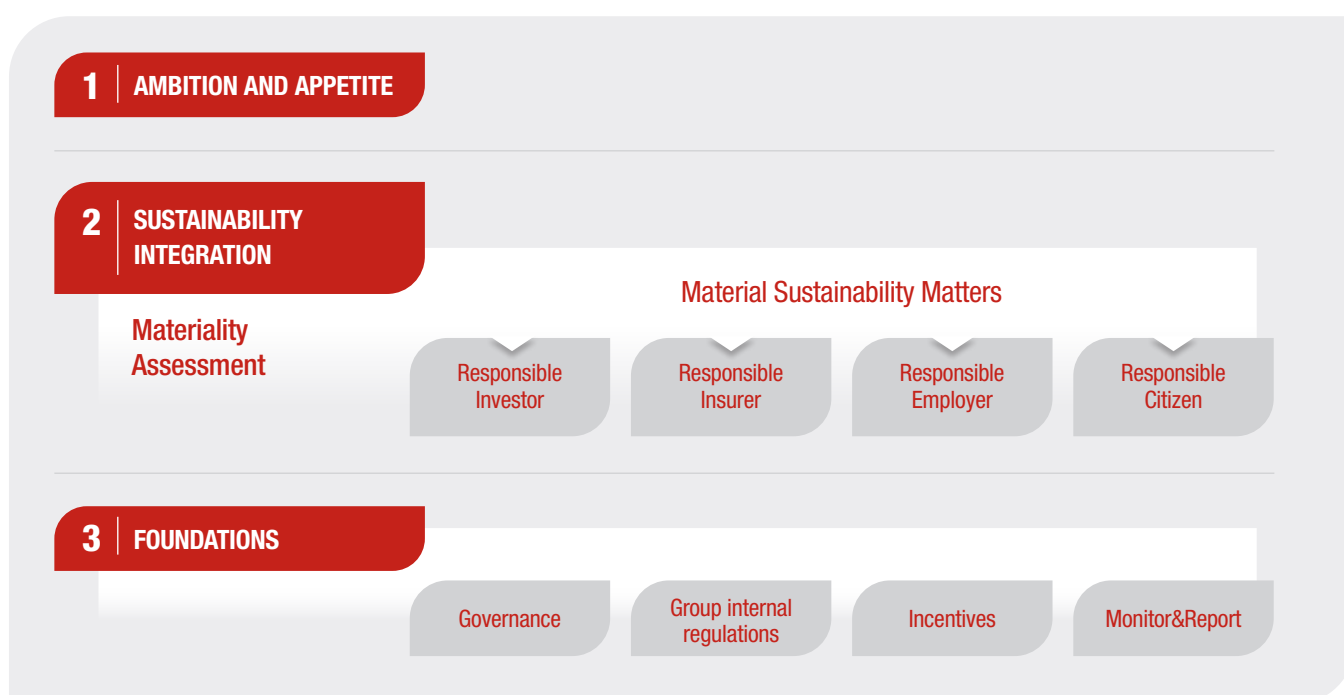 1 AMBITION AND APPETITE
2 SUSTAINABILITY
INTEGRATION
Material Sustainability Matters
Materiality
Assessment
Responsible
Investor
Responsible
Insurer
Responsible
Employer
Responsible
Citizen
3 FOUNDATIONS
Governance
Group internal
regulations
Incentives
Monitor&Report